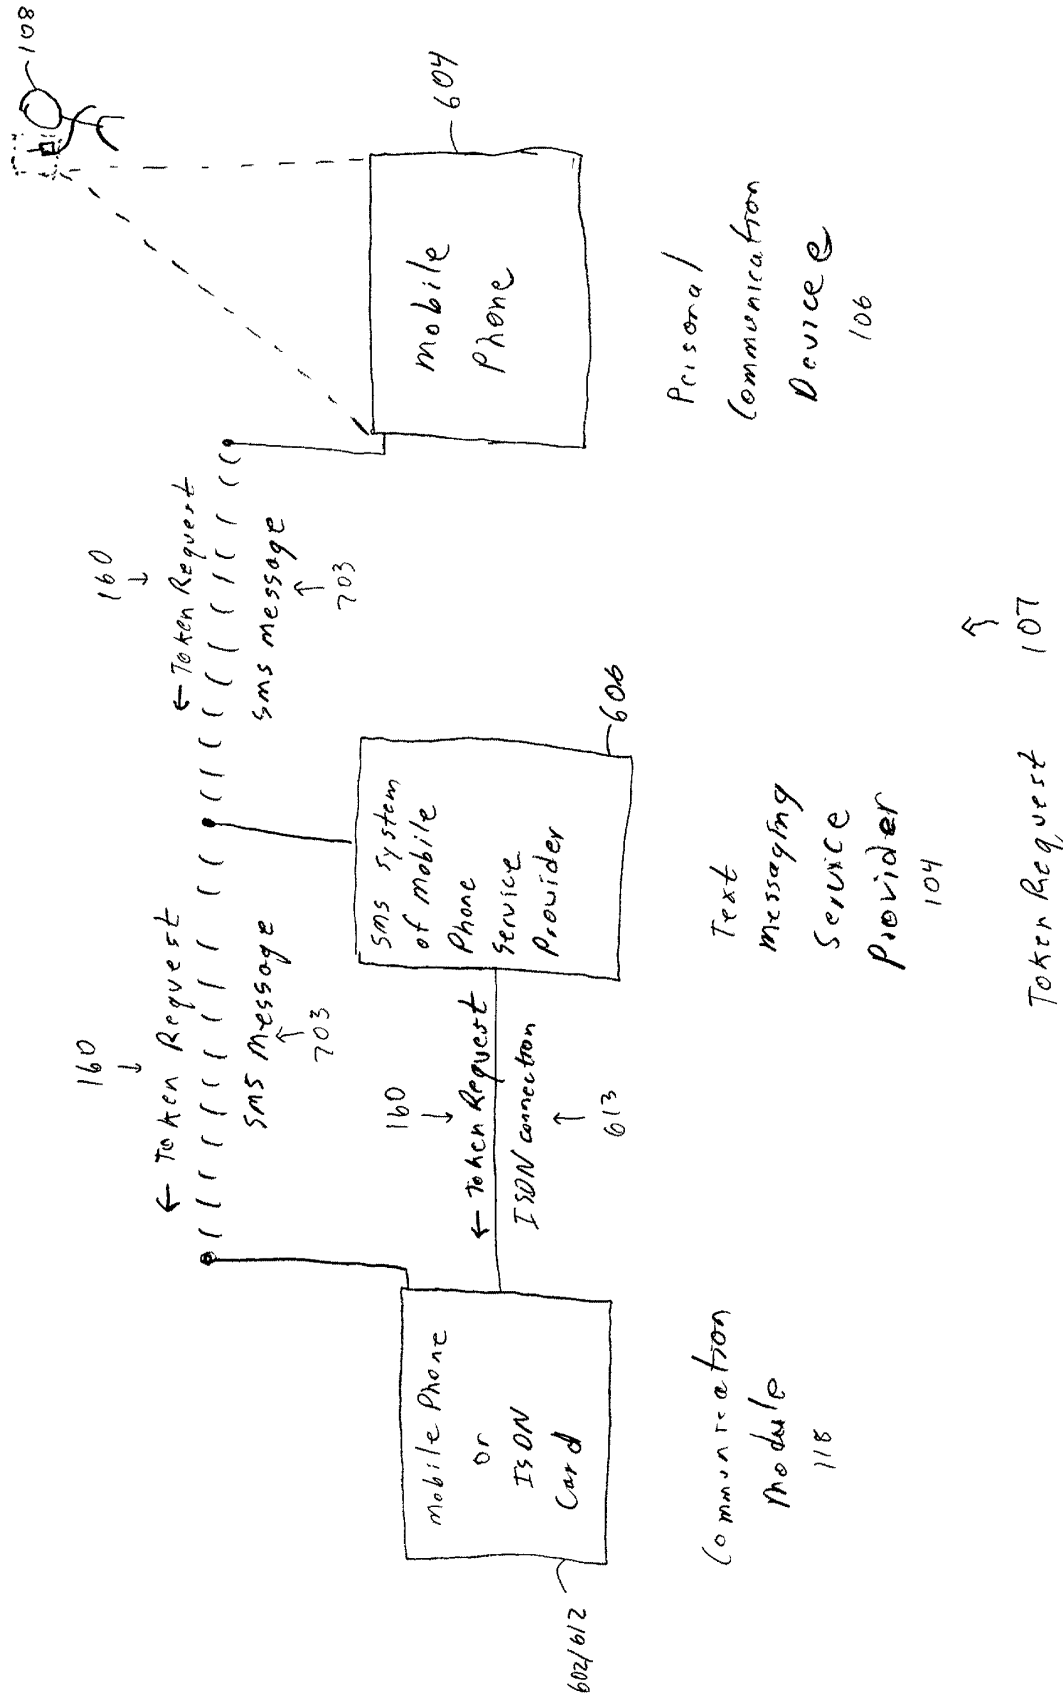 108
160
↓
← Token Request
SMS Message
↑
703
160
↓
← Token Request
SMS Message
↑
703
Mobile Phone
or
ISDN
Card
602/612
160
↓
← Token Request
ISDN connection
↑
613
SMS System
of Mobile
Phone
Service
Provider
606
Mobile
Phone
604
Communication
Module
118
Text
Messaging
Service
Provider
104
Personal
Communication
Device
106
Token Request 107